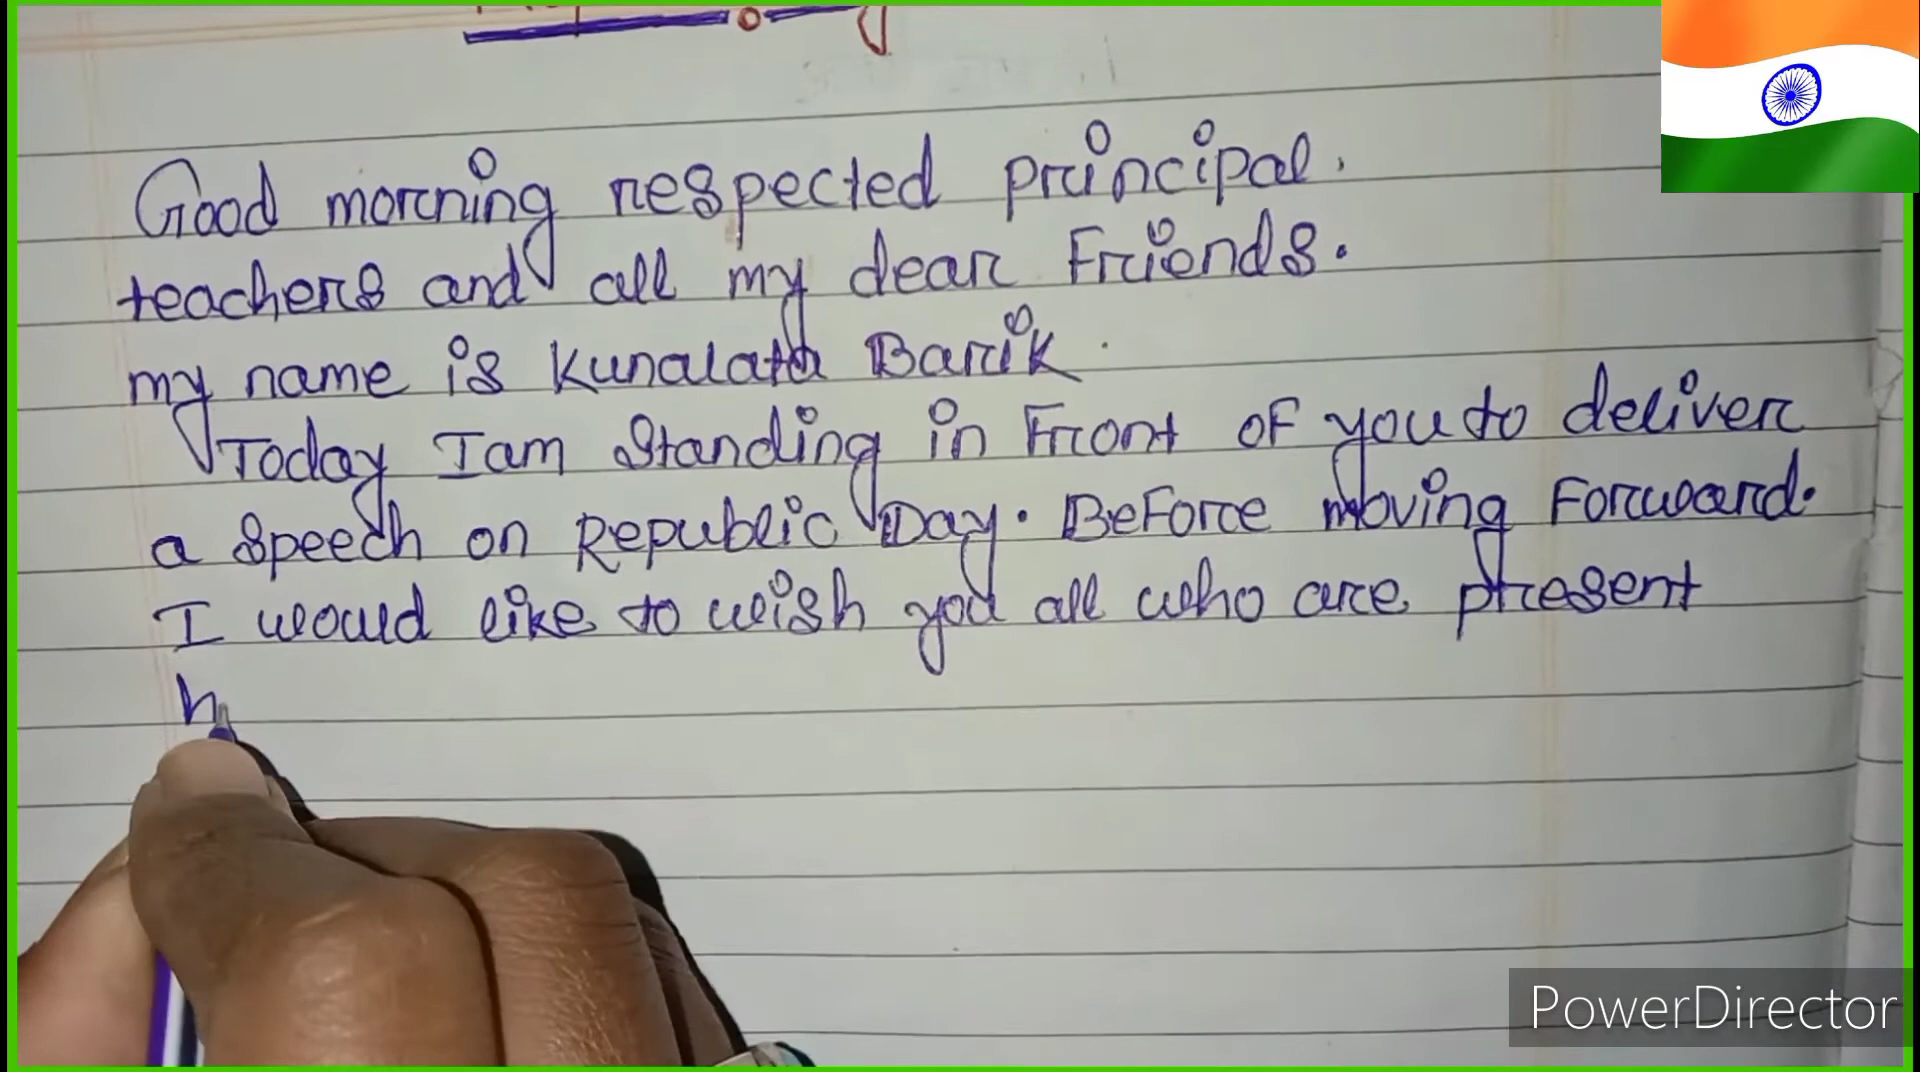 Good morning respected principal.
teachers and all my dear Friends.
my name is Kunalata Barik.
Today I am Standing in Front of you to deliver
a Speech on Republic Day. Before moving Forward.
I would like to wish you all who are present
h
PowerDirector